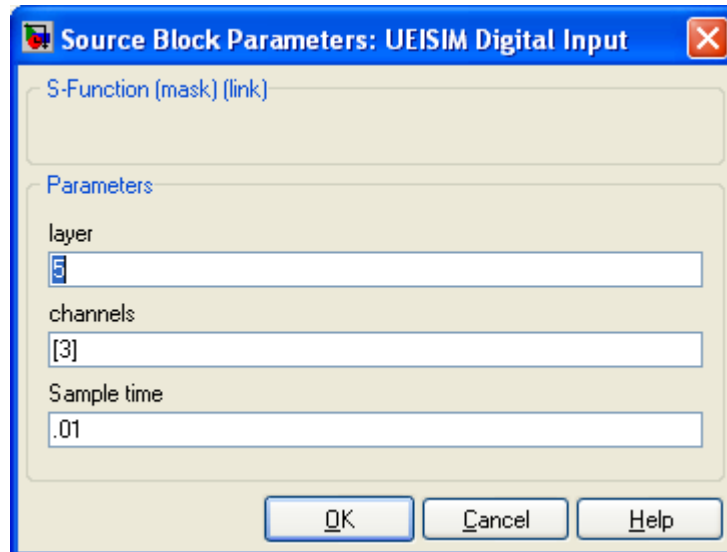 Source Block Parameters: UEISIM Digital Input
S-Function (mask) (link)
Parameters
layer
5
channels
[3]
Sample time
.01
OK Cancel Help